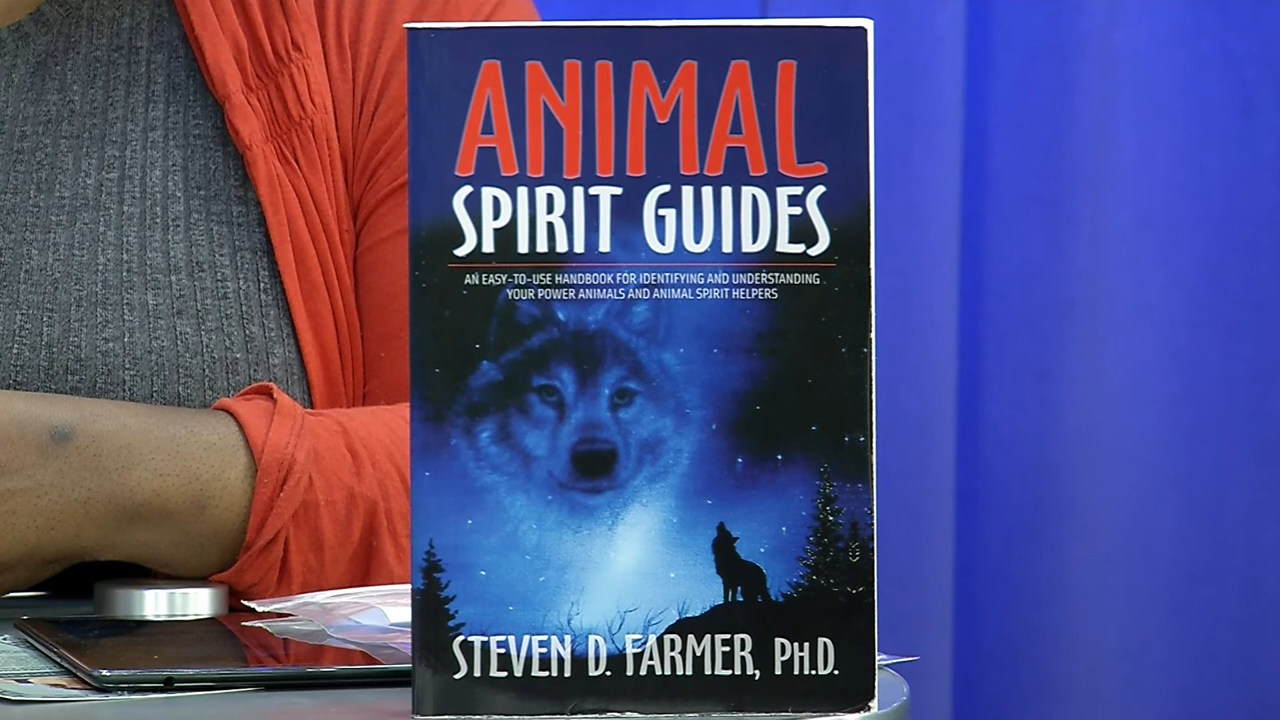 ANIMAL
SPIRIT GUIDES
AN EASY-TO-USE HANDBOOK FOR IDENTIFYING AND UNDERSTANDING
YOUR POWER ANIMALS AND ANIMAL SPIRIT HELPERS
STEVEN D. FARMER, PH.D.